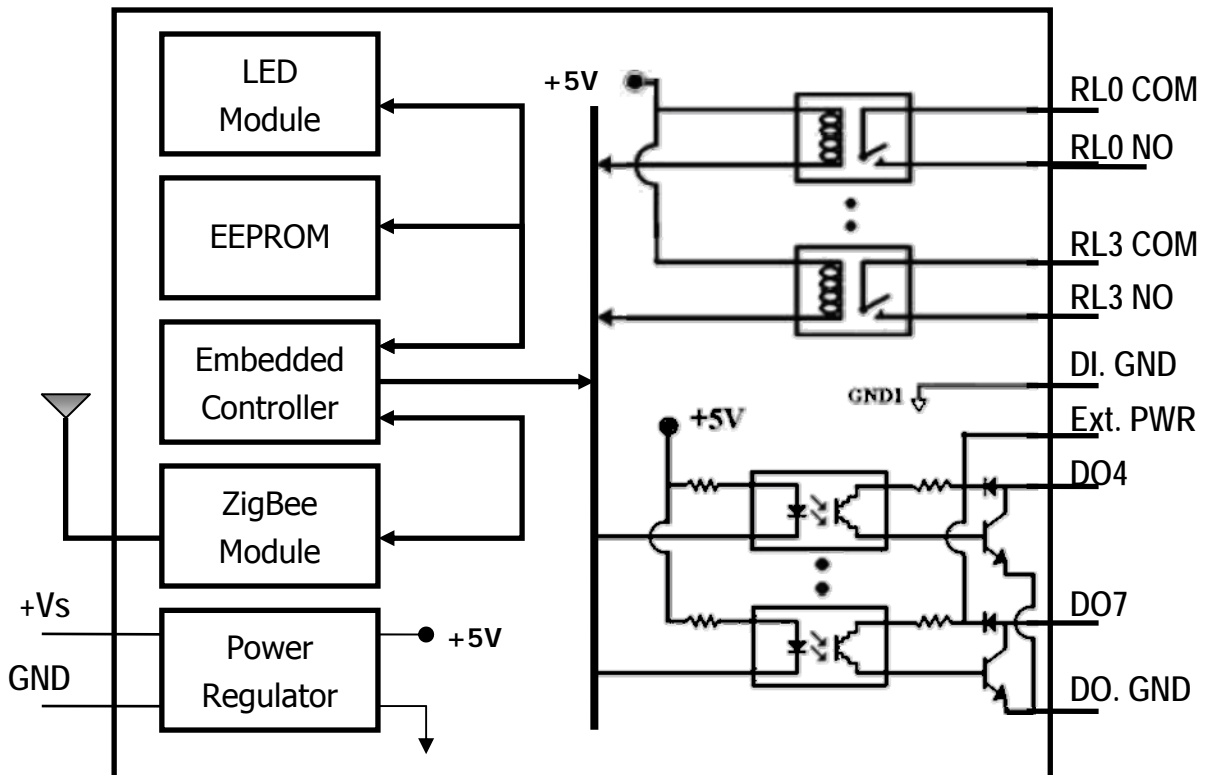 LED
Module
EEPROM
Embedded
Controller
ZigBee
Module
Power
Regulator
+Vs
GND
+5V
+5V
RL0 COM
RL0 NO
RL3 COM
RL3 NO
GND1
DI. GND
Ext. PWR
+5V
DO4
DO7
DO. GND